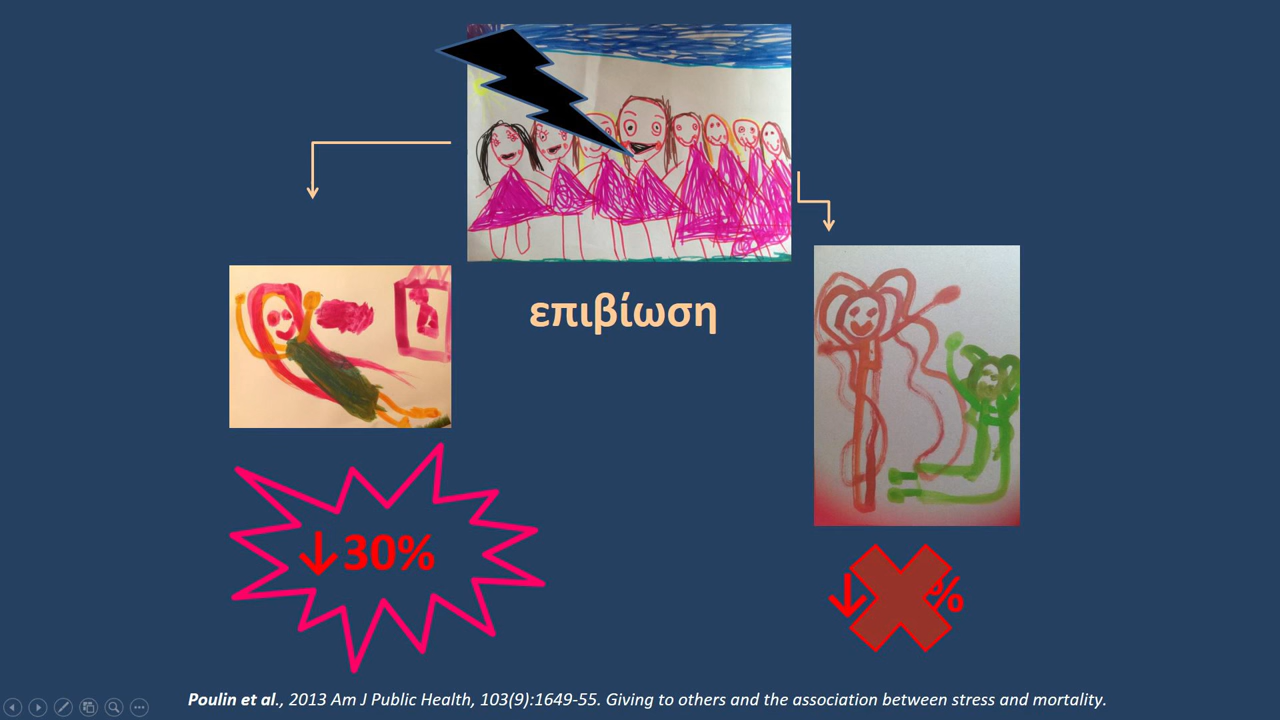 επιβίωση
↓30%
↓ %
Poulin et al., 2013 Am J Public Health, 103(9):1649-55. Giving to others and the association between stress and mortality.